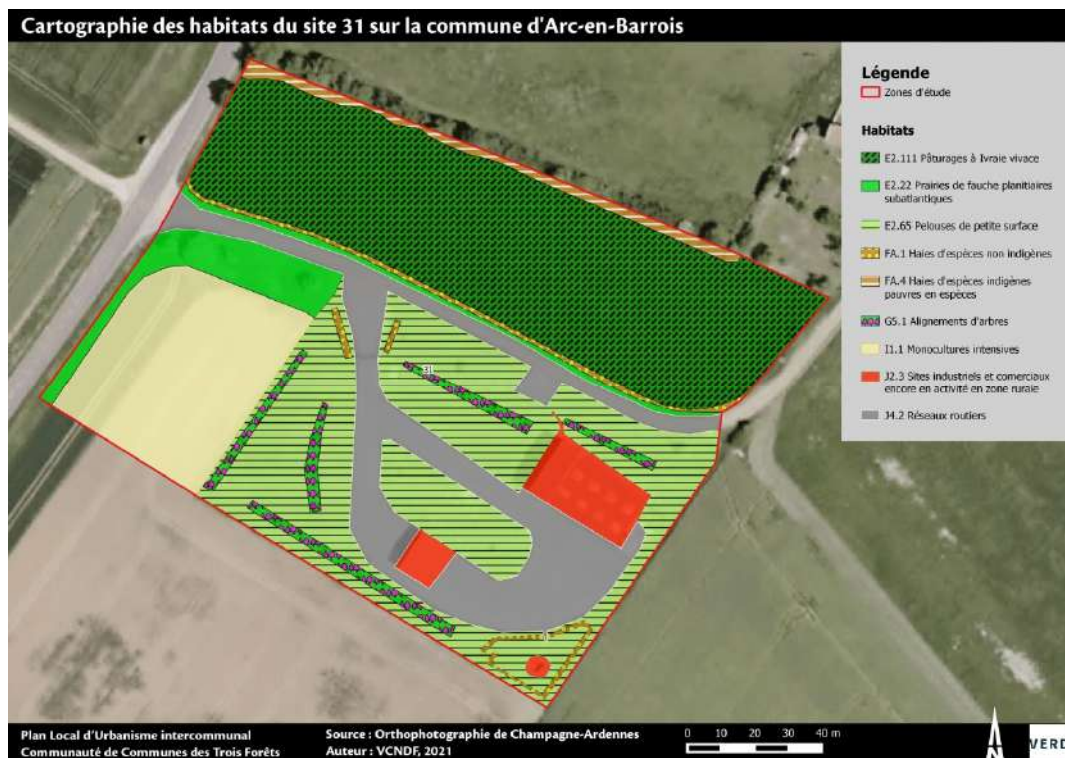 Cartographie des habitats du site 31 sur la commune d'Arc-en-Barrois
Légende
Zones d'étude
Habitats
E2.111 Pâturages à Ivraie vivace
E2.22 Prairies de fauche planitiaires
subatlantiques
E2.65 Pelouses de petite surface
FA.1 Haies d'espèces non indigènes
FA.4 Haies d'espèces indigènes
pauvres en espèces
G5.1 Alignements d'arbres
I1.1 Monocultures intensives
J2.3 Sites industriels et comerciaux
encore en activité en zone rurale
J4.2 Réseaux routiers
31
Plan Local d'Urbanisme intercommunal
Communauté de Communes des Trois Forêts
Source : Orthophotographie de Champagne-Ardennes
Auteur : VCNDF, 2021
0 10 20 30 40 m
N
VERD